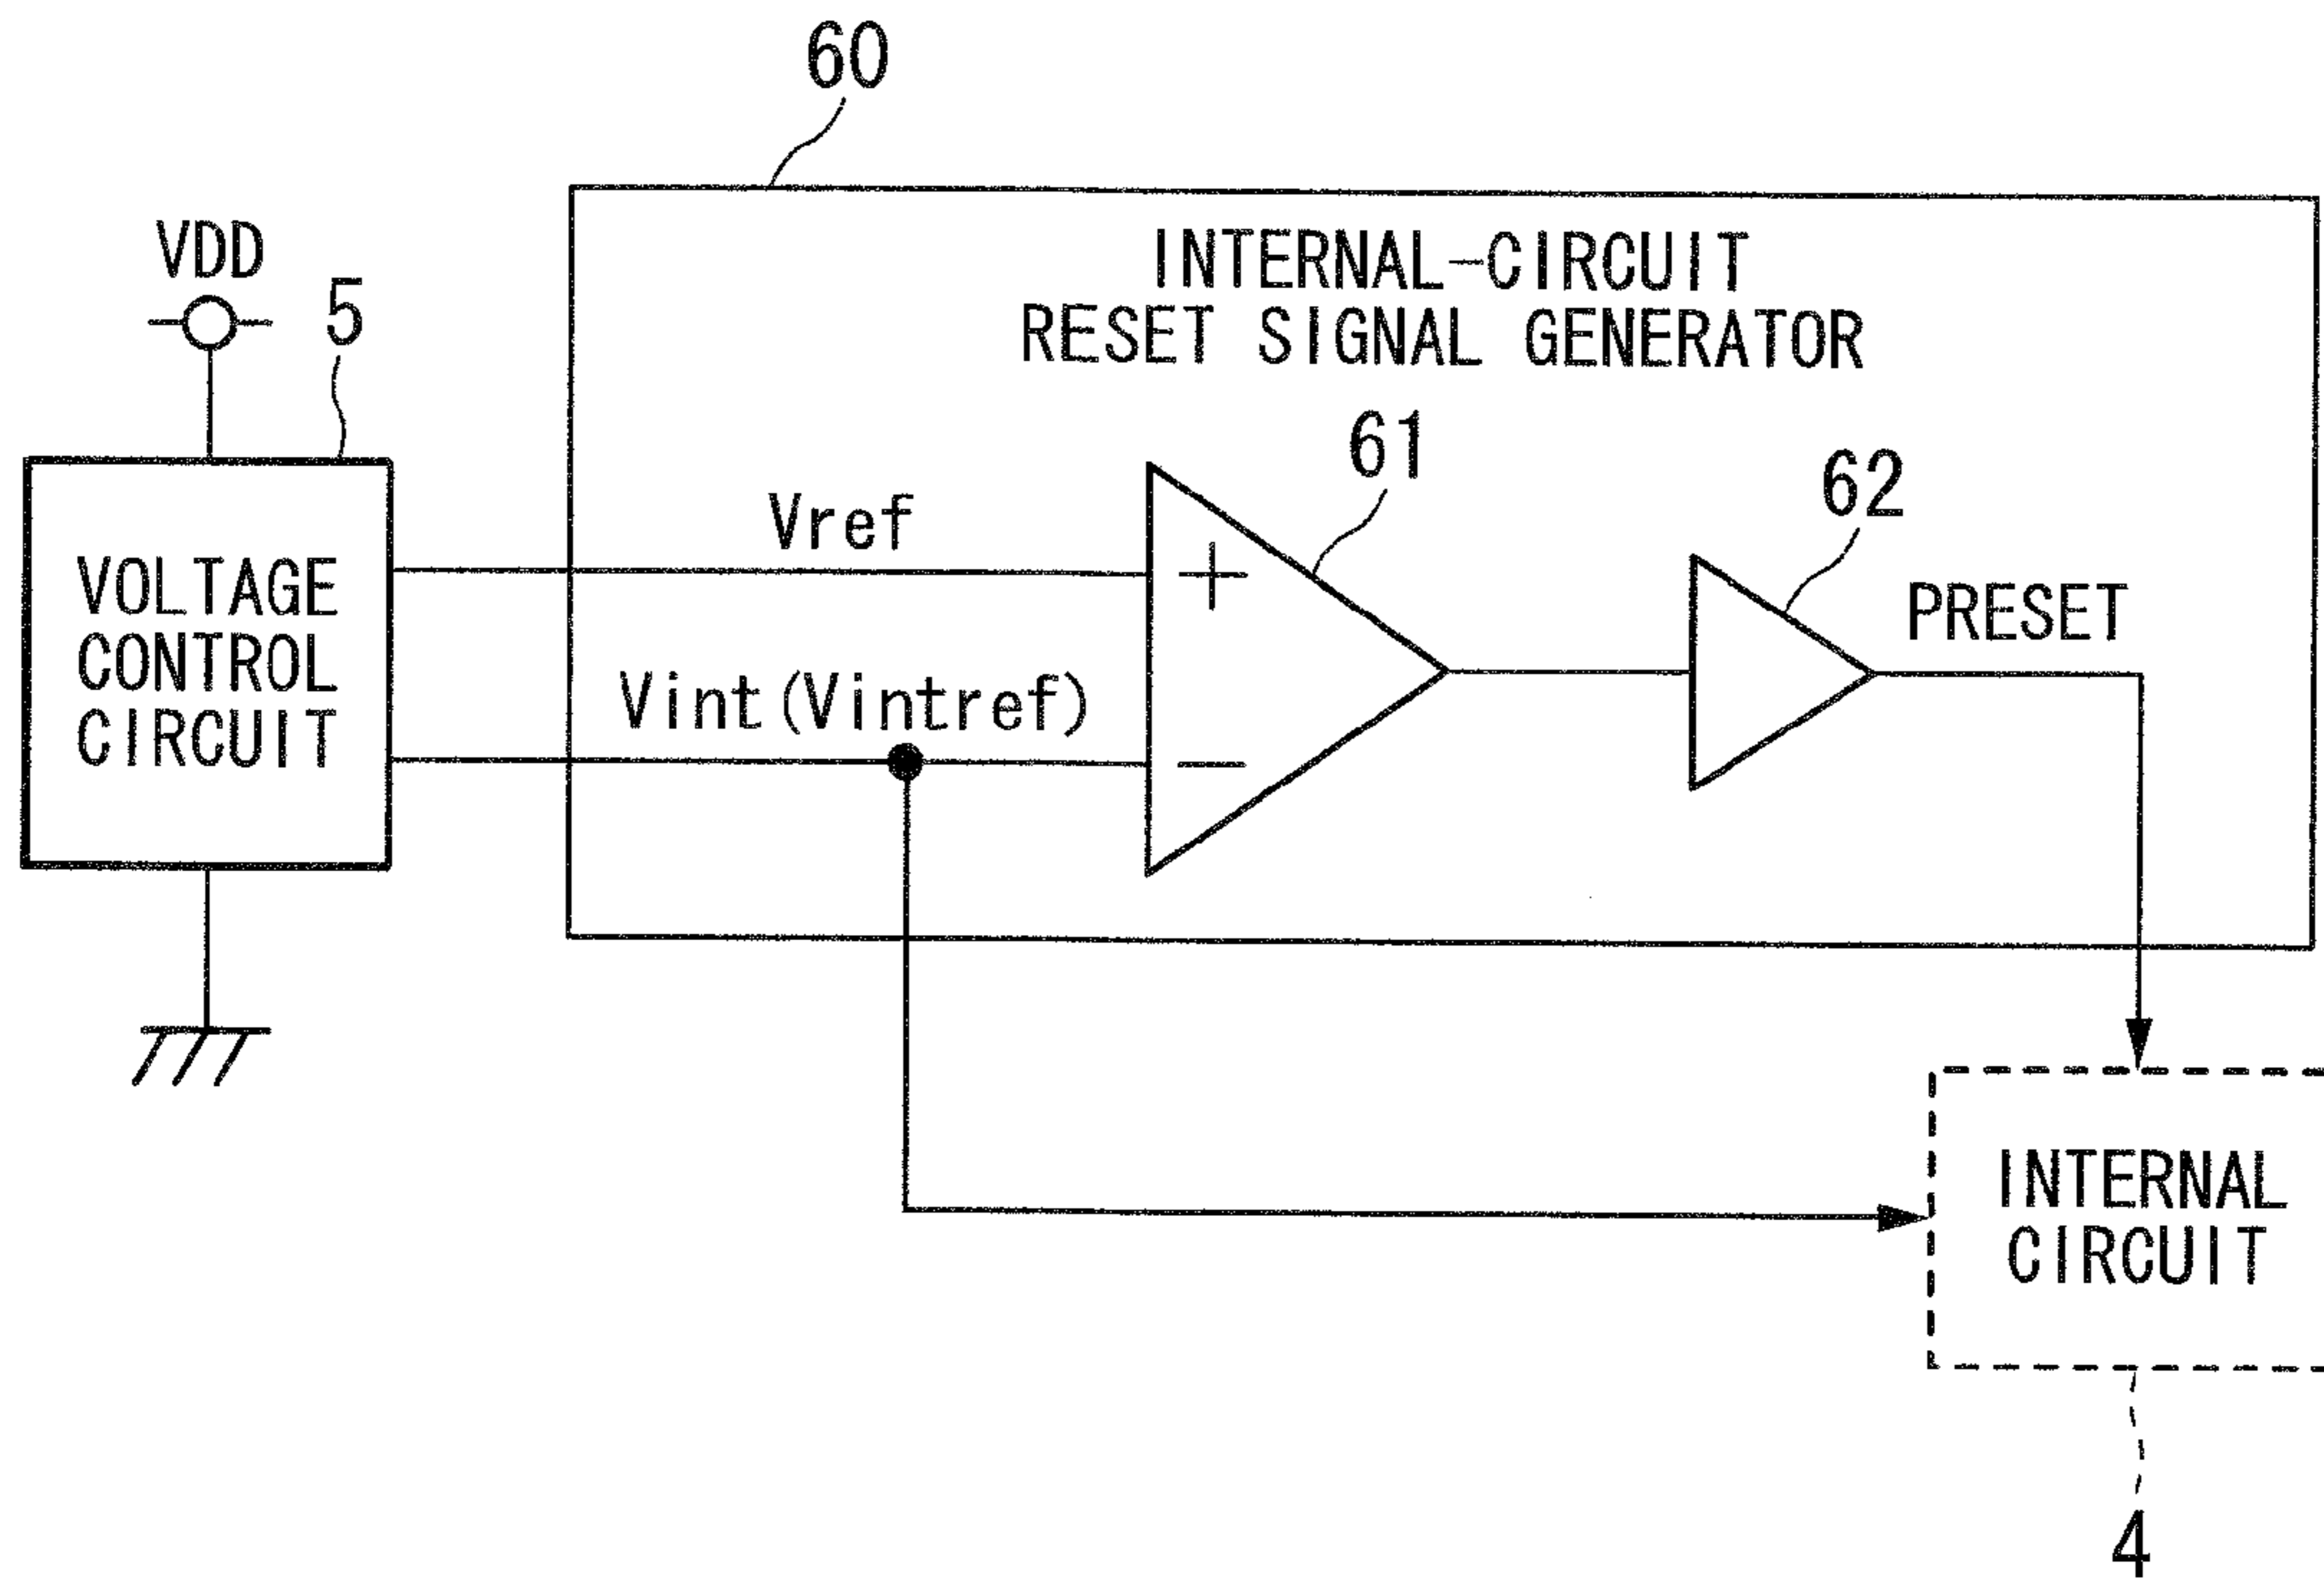 60
VDD
5
INTERNAL-CIRCUIT
RESET SIGNAL GENERATOR
61
62
Vref
PRESET
VOLTAGE
CONTROL
CIRCUIT
Vint(Vintref)
+
−
INTERNAL
CIRCUIT
4